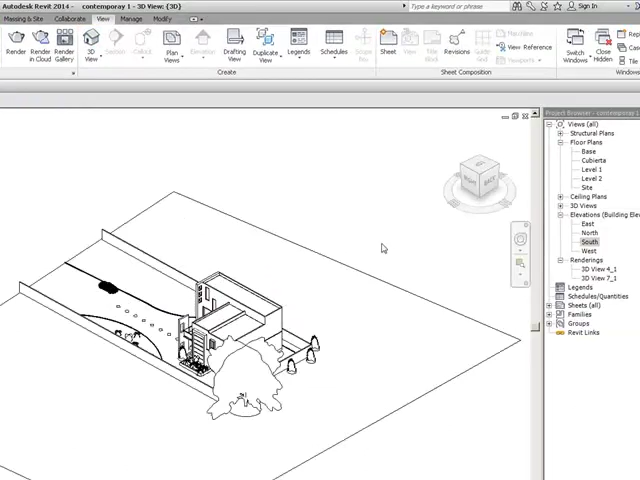 Autodesk Revit 2014 - contemporay 1 - 3D View: {3D}
Type a keyword or phrase
Sign In
Massing & Site Collaborate View Manage Modify
Render Render in Cloud Render Gallery 3D View Section Callout Plan Views Elevation Drafting View Duplicate View Legends Schedules Sheet View Title Block Revisions Guide Grid Matchline View Reference Viewports Switch Windows Close Hidden
Create Sheet Composition Windows
Project Browser - contemporay 1
Views (all)
Structural Plans
Floor Plans
Base
Cubierta
Level 1
Level 2
Site
Ceiling Plans
3D Views
Elevations (Building Ele
East
North
South
West
Renderings
3D View 4_1
3D View 7_1
Legends
Schedules/Quantities
Sheets (all)
Families
Groups
Revit Links
RIGHT BACK